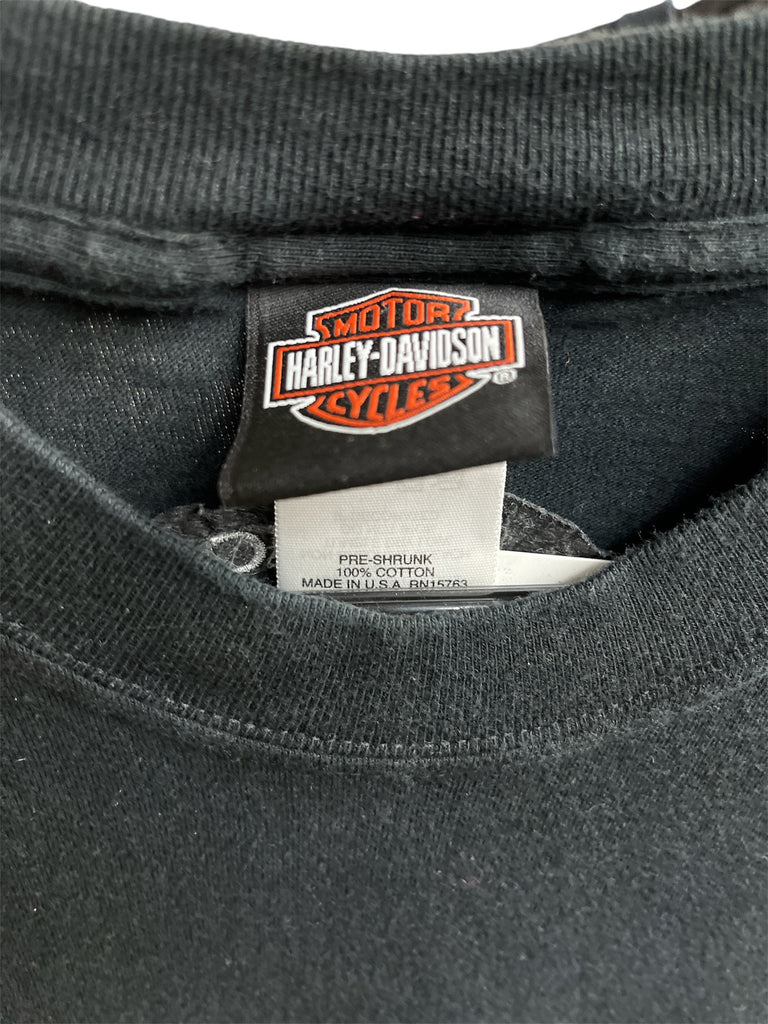 MOTOR
HARLEY-DAVIDSON
CYCLES
®
PRE-SHRUNK
100% COTTON
MADE IN U.S.A. RN15763